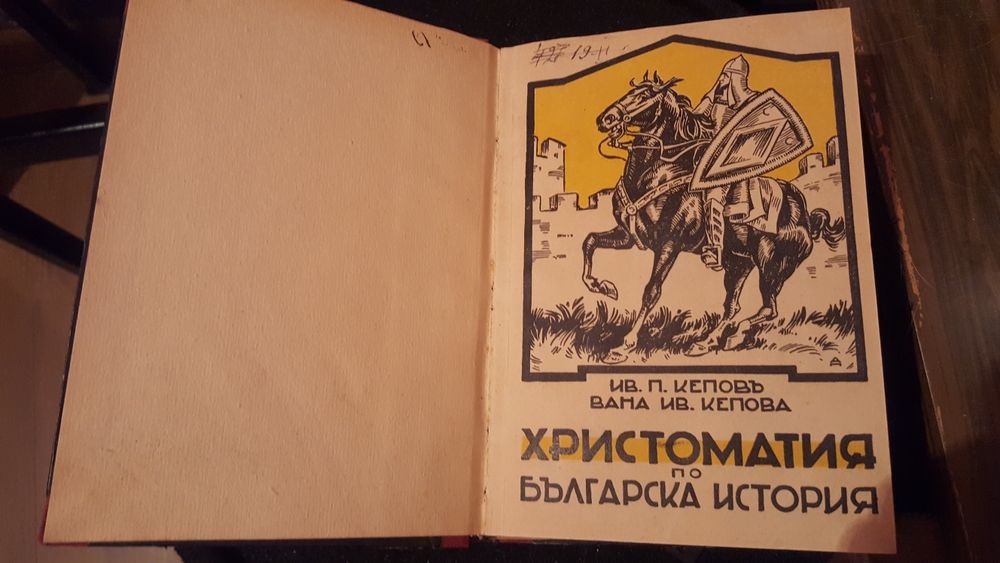 ИВ. П. КЕПОВЪ
ВАНА ИВ. КЕПОВА
ХРИСТОМАТИЯ
ПО
БЪЛГАРСКА ИСТОРИЯ